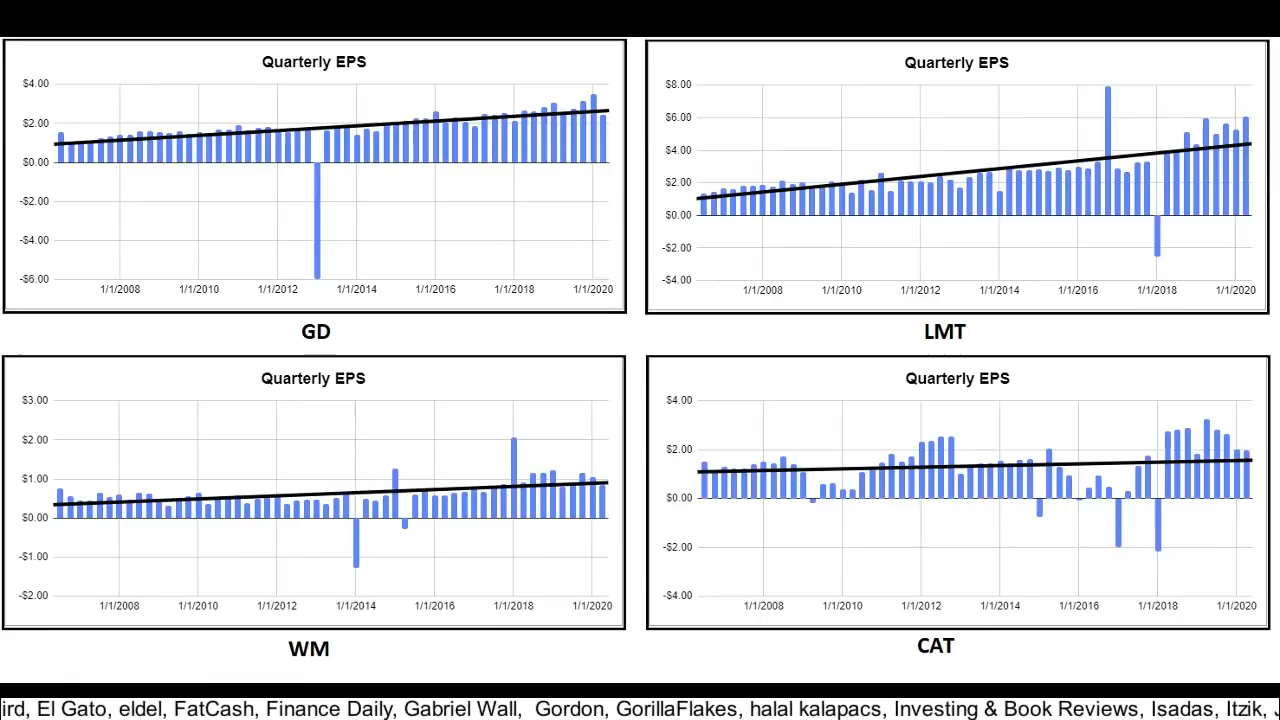 Quarterly EPS
$4.00
$2.00
$0.00
-$2.00
-$4.00
-$6.00
1/1/2008 1/1/2010 1/1/2012 1/1/2014 1/1/2016 1/1/2018 1/1/2020
GD
Quarterly EPS
$8.00
$6.00
$4.00
$2.00
$0.00
-$2.00
-$4.00
1/1/2008 1/1/2010 1/1/2012 1/1/2014 1/1/2016 1/1/2018 1/1/2020
LMT
Quarterly EPS
$3.00
$2.00
$1.00
$0.00
-$1.00
-$2.00
1/1/2008 1/1/2010 1/1/2012 1/1/2014 1/1/2016 1/1/2018 1/1/2020
WM
Quarterly EPS
$4.00
$2.00
$0.00
-$2.00
-$4.00
1/1/2008 1/1/2010 1/1/2012 1/1/2014 1/1/2016 1/1/2018 1/1/2020
CAT
ird, El Gato, eldel, FatCash, Finance Daily, Gabriel Wall, Gordon, GorillaFlakes, halal kalapacs, Investing & Book Reviews, Isadas, Itzik,